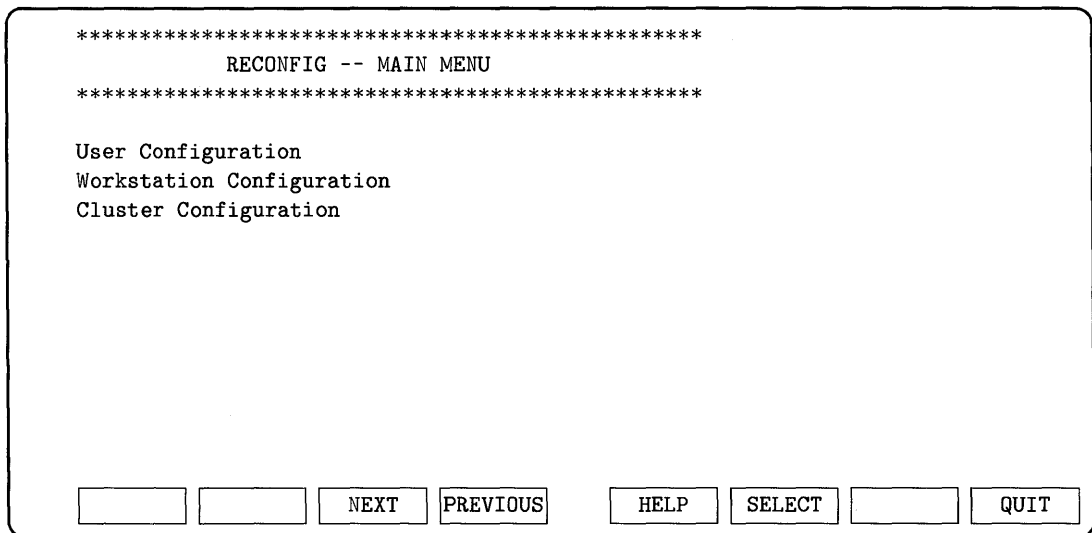 **************************************************
RECONFIG -- MAIN MENU
**************************************************
User Configuration
Workstation Configuration
Cluster Configuration
NEXT PREVIOUS HELP SELECT QUIT